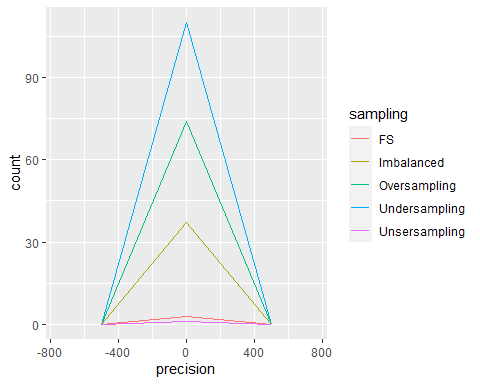 90
60
30
0
count
-800
-400
0
400
800
precision
sampling
FS
Imbalanced
Oversampling
Undersampling
Unsersampling